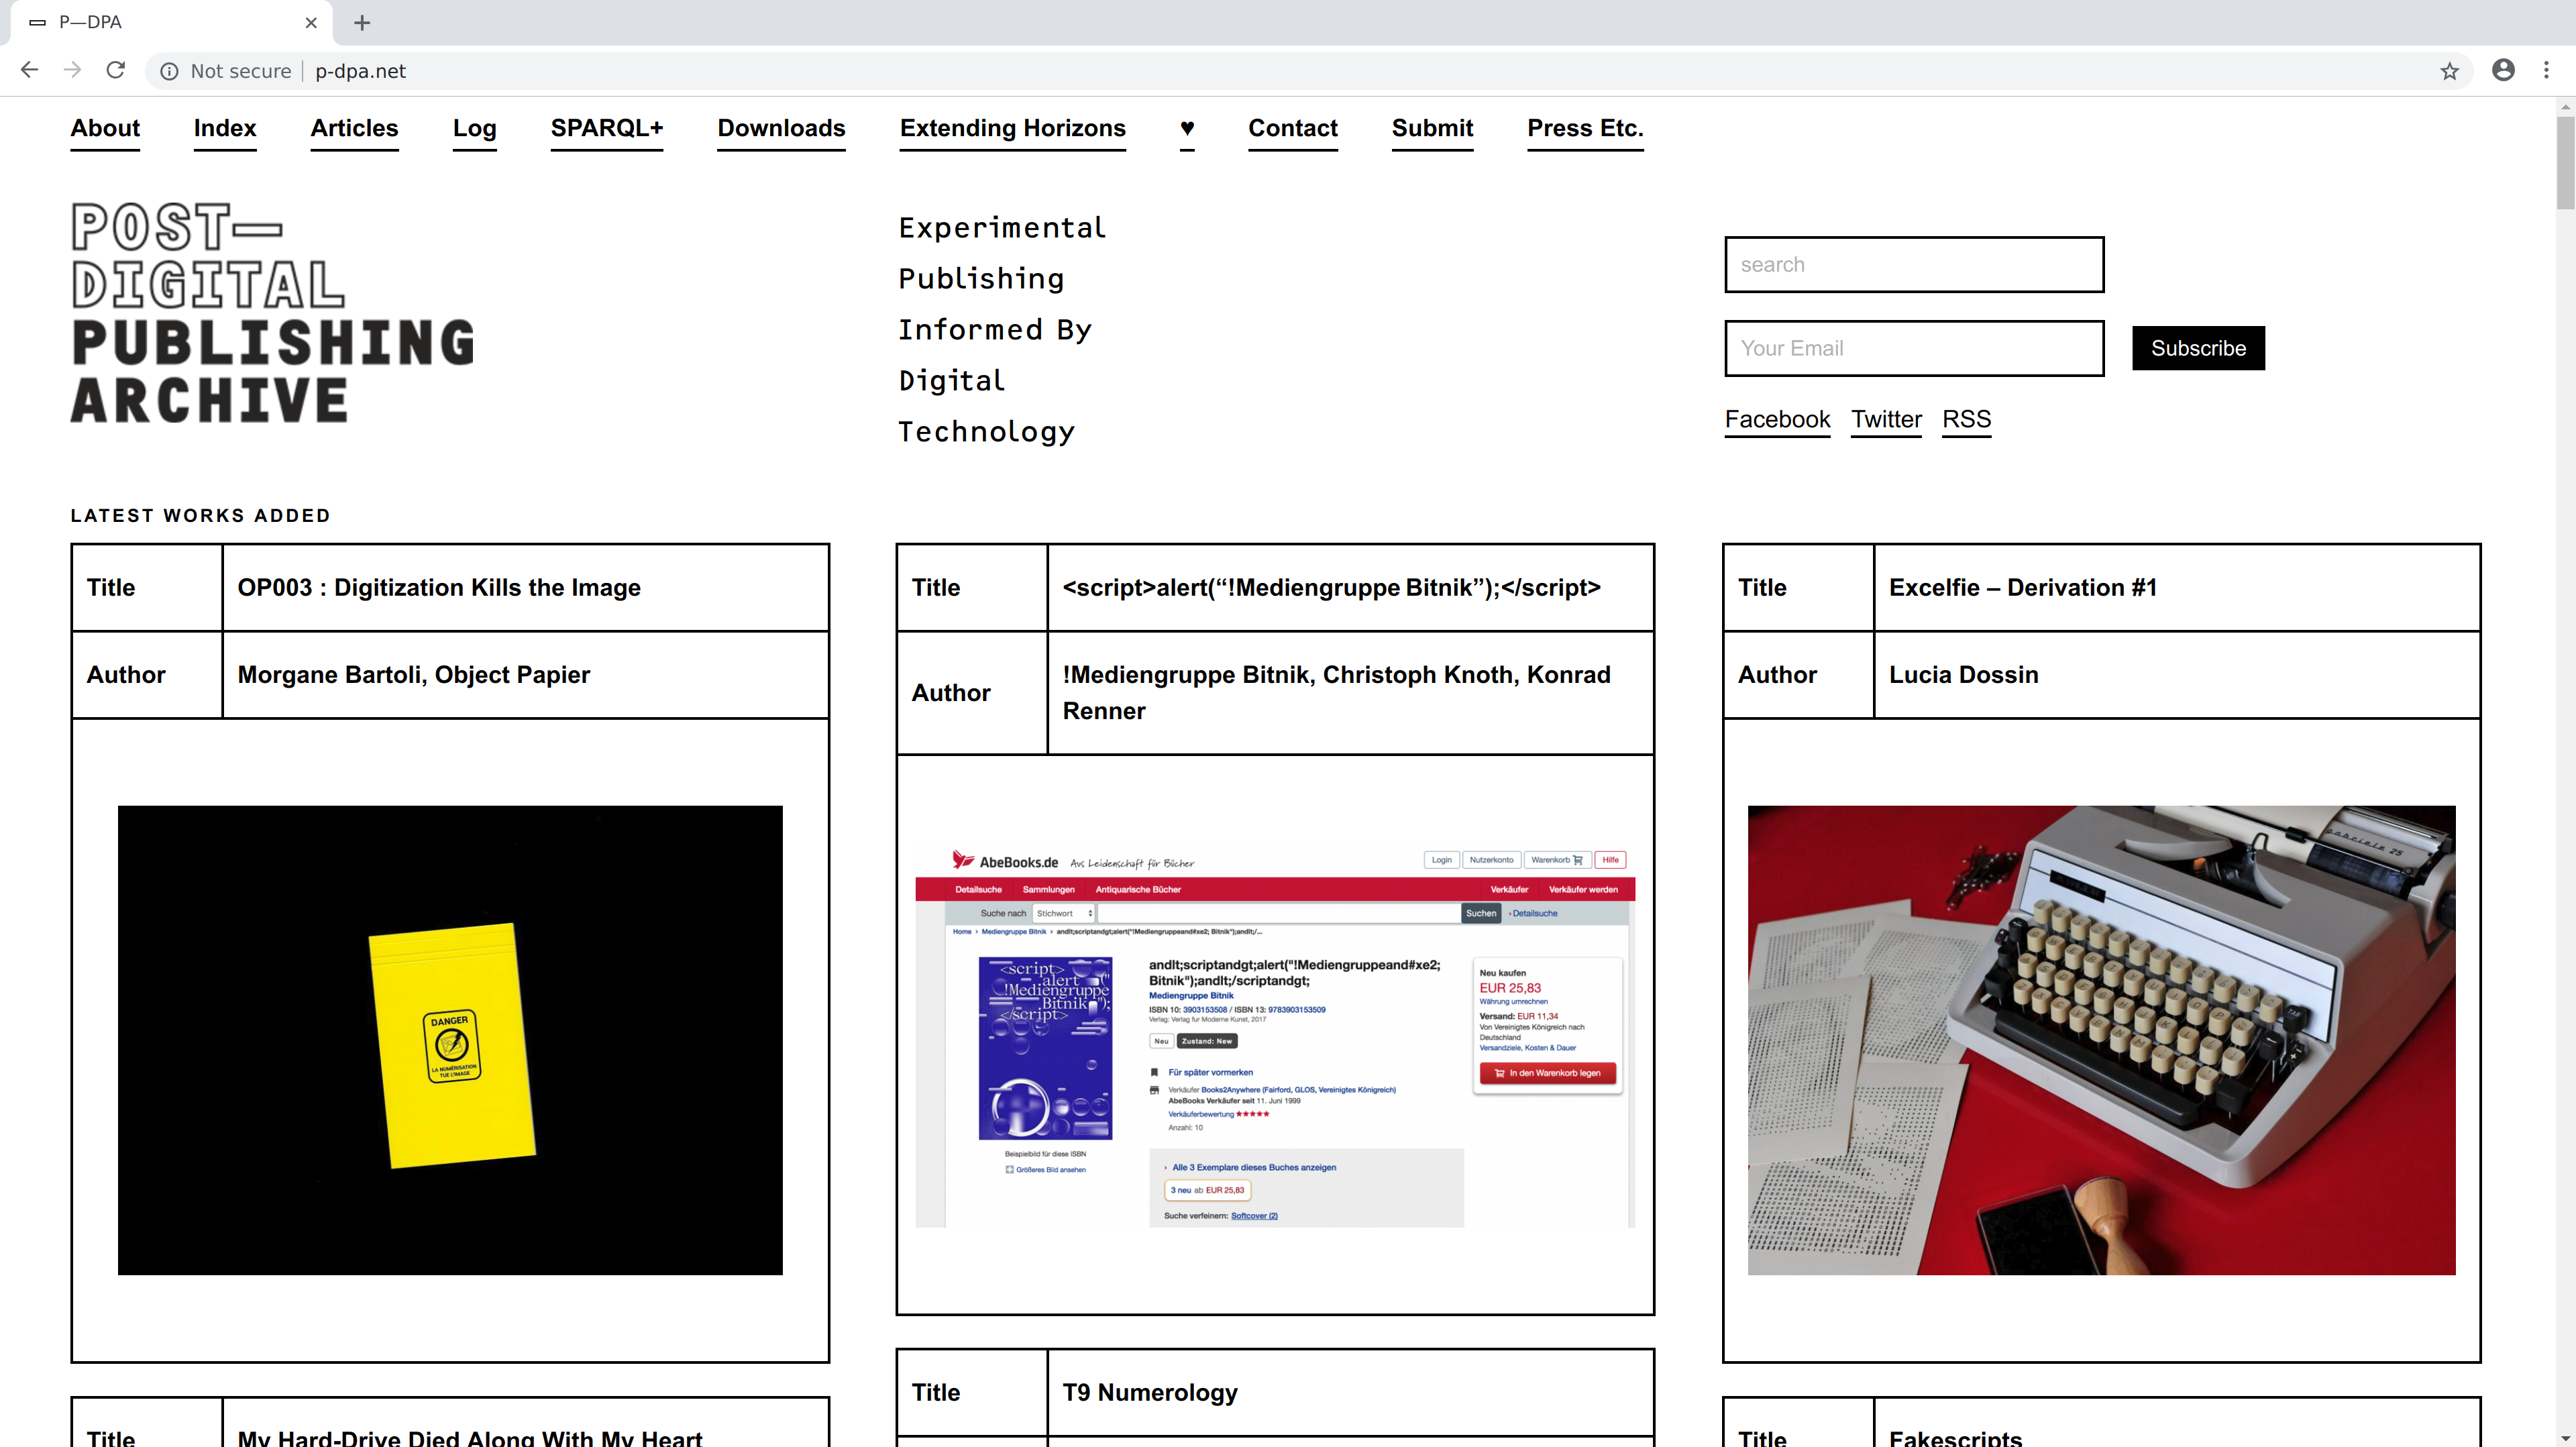 P—DPA
Not secure | p-dpa.net
About Index Articles Log SPARQL+ Downloads Extending Horizons ♥ Contact Submit Press Etc.
POST—
DIGITAL
PUBLISHING
ARCHIVE
Experimental
Publishing
Informed By
Digital
Technology
search
Your Email Subscribe
Facebook Twitter RSS
LATEST WORKS ADDED
Title OP003 : Digitization Kills the Image
Author Morgane Bartoli, Object Papier
DANGER
LA NUMÉRISATION
TUE L'IMAGE
Title <script>alert(“!Mediengruppe Bitnik”);</script>
Author !Mediengruppe Bitnik, Christoph Knoth, Konrad
Renner
AbeBooks.de Aus Leidenschaft für Bücher
Login Nutzerkonto Warenkorb Hilfe
Detailsuche Sammlungen Antiquarische Bücher Verkäufer Verkäufer werden
Suche nach Stichwort Suchen › Detailsuche
Home › Mediengruppe Bitnik › andlt;scriptandgt;alert("!Mediengruppeand#xe2; Bitnik");andlt;/...
<script>
alert ("
!Mediengruppe
Bitnik");
</script>
Beispielbild für diese ISBN
Größeres Bild ansehen
andlt;scriptandgt;alert("!Mediengruppeand#xe2;
Bitnik");andlt;/scriptandgt;
Mediengruppe Bitnik
ISBN 10: 3903153508 / ISBN 13: 9783903153509
Verlag: Verlag fur Moderne Kunst, 2017
Neu Zustand: New
Für später vormerken
Verkäufer Books2Anywhere (Fairford, GLOS, Vereinigtes Königreich)
AbeBooks Verkäufer seit 11. Juni 1999
Verkäuferbewertung ★★★★★
Anzahl: 10
› Alle 3 Exemplare dieses Buches anzeigen
3 neu ab EUR 25,83
Suche verfeinern: Softcover (2)
Neu kaufen
EUR 25,83
Währung umrechnen
Versand: EUR 11,34
Von Vereinigtes Königreich nach
Deutschland
Versandziele, Kosten & Dauer
In den Warenkorb legen
Title Excelfie – Derivation #1
Author Lucia Dossin
gabriele 25
TAB
Title My Hard-Drive Died Along With My Heart
Title T9 Numerology
Title Fakescripts